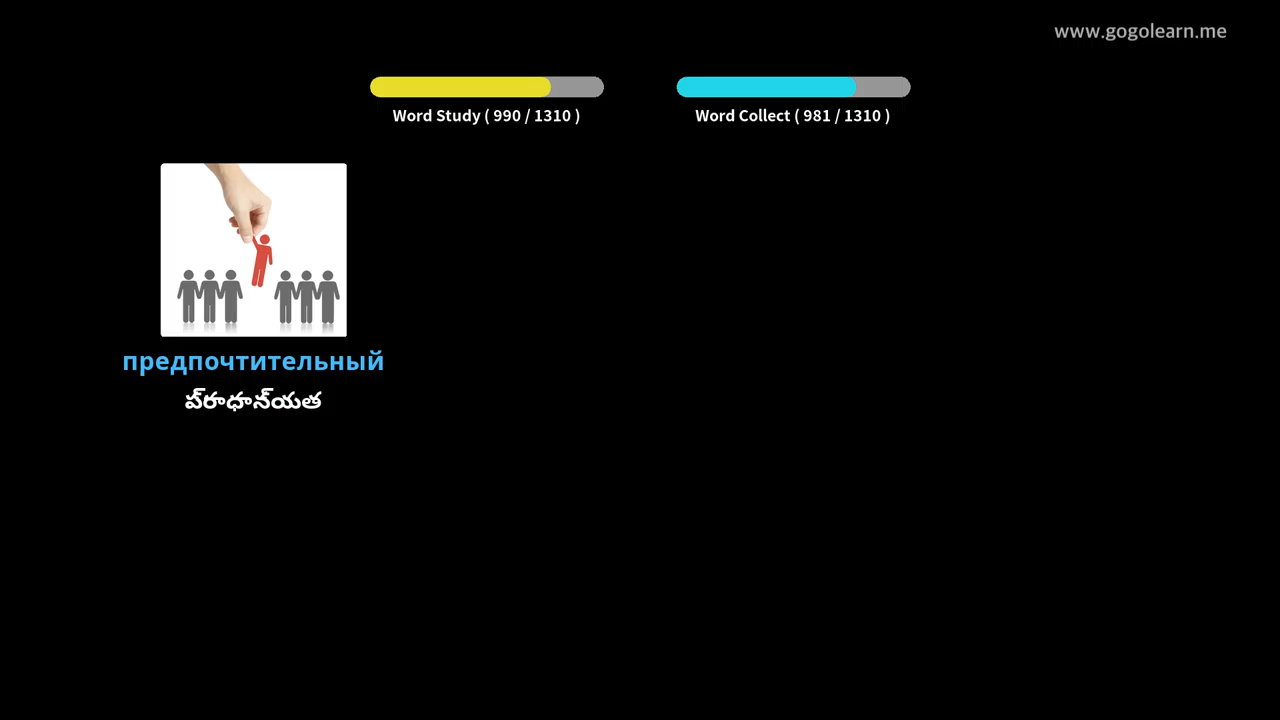 www.gogolearn.me
Word Study ( 990 / 1310 )
Word Collect ( 981 / 1310 )
предпочтительный
ప్రాధాన్యత